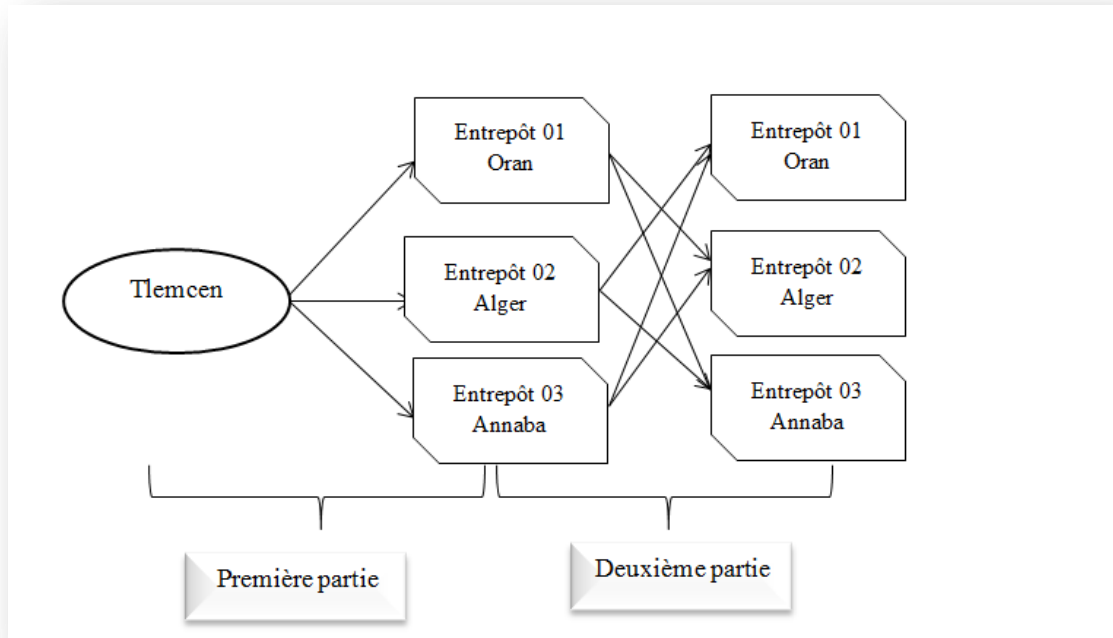 Tlemcen
Entrepôt 01
Oran
Entrepôt 02
Alger
Entrepôt 03
Annaba
Entrepôt 01
Oran
Entrepôt 02
Alger
Entrepôt 03
Annaba
Première partie
Deuxième partie